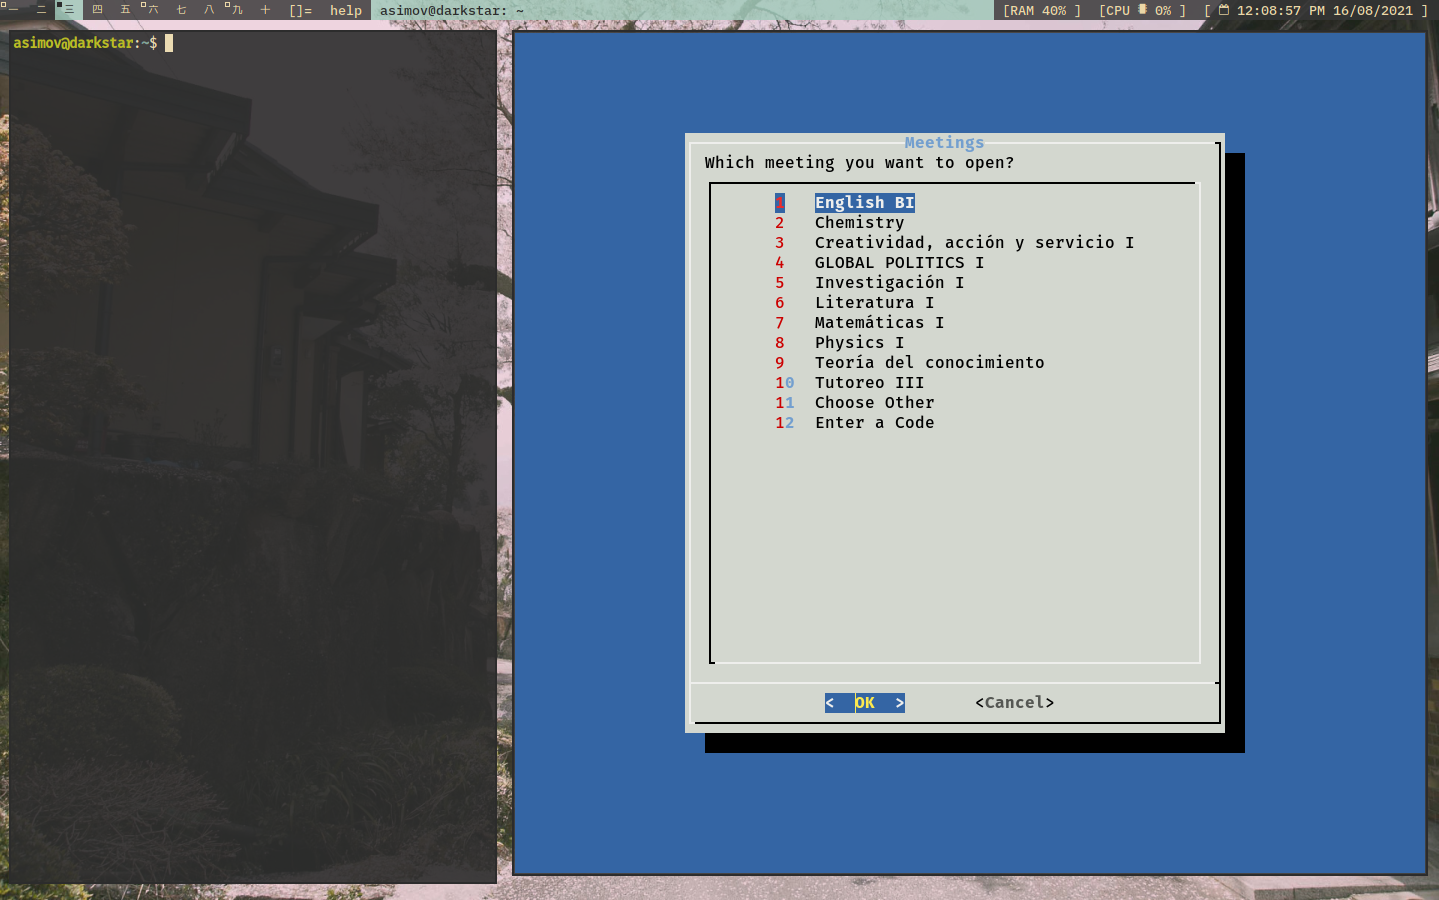 一 二 三 四 五 六 七 八 九 十 []= help asimov@darkstar: ~ [RAM 40% ] [CPU 0% ] [ 12:08:57 PM 16/08/2021 ]
asimov@darkstar:~$
Meetings
Which meeting you want to open?
1 English BI
2 Chemistry
3 Creatividad, acción y servicio I
4 GLOBAL POLITICS I
5 Investigación I
6 Literatura I
7 Matemáticas I
8 Physics I
9 Teoría del conocimiento
10 Tutoreo III
11 Choose Other
12 Enter a Code
< OK > <Cancel>